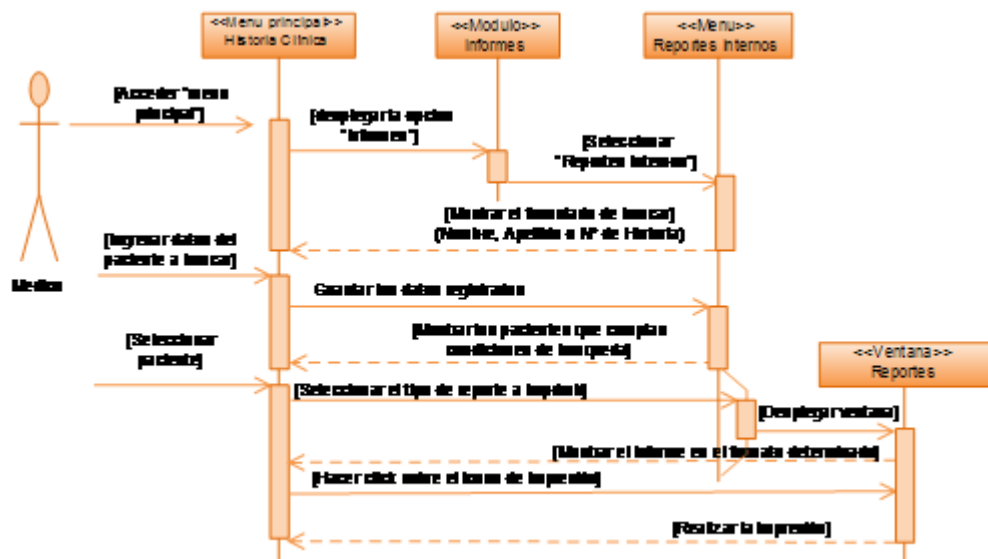 <<Menu principal>>
Historia Clínica
<<Modulo>>
Informes
<<Menu>>
Reportes Internos
[Acceder "menu
principal"]
[desplegar la opcion
"Informes"]
[Seleccionar
"Reportes Internos"]
[Mostrar el formulario de buscar]
(Nombre, Apellido o Nº de Historia)
[Ingresar datos del
paciente a buscar]
Medico
Guardar los datos registrados
[Mostrar los pacientes que cumplan
condiciones de busqueda]
[Seleccionar
paciente]
<<Ventana>>
Reportes
[Seleccionar el tipo de reporte a imprimir]
[Desplegar ventana]
[Mostrar el informe en el formato determinado]
[Hacer click sobre el icono de impresión]
[Realizar la impresión]